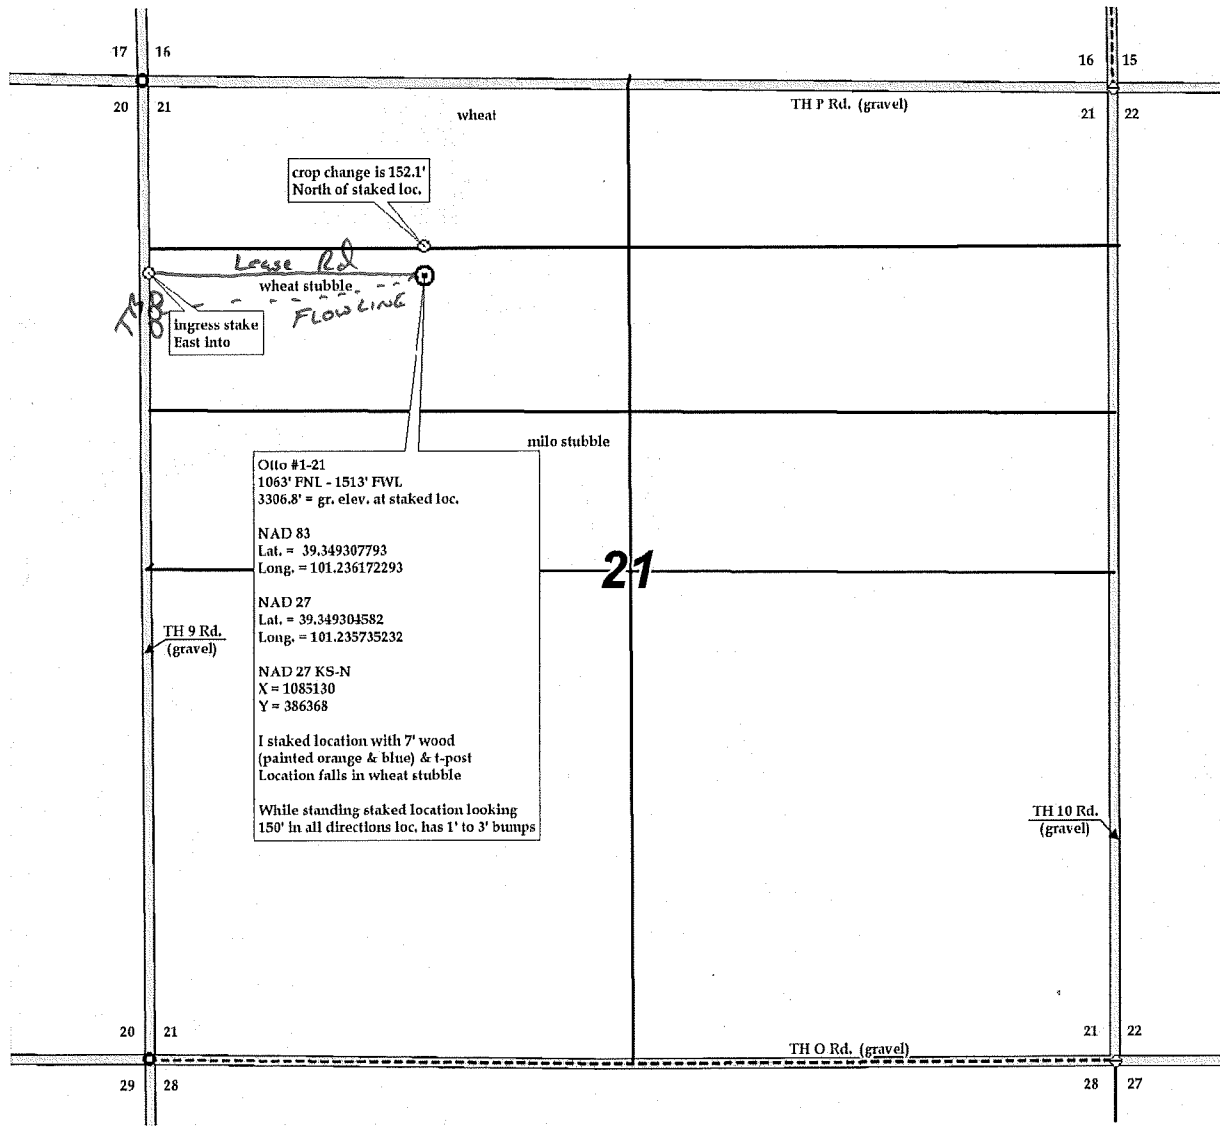 17 16
16 15
20 21
wheat
TH P Rd. (gravel)
21 22
crop change is 152.1'
North of staked loc.
Lease Rd
wheat stubble
FLOWLINE
TB
ingress stake
East into
milo stubble
Otto #1-21
1063' FNL - 1513' FWL
3306.8' = gr. elev. at staked loc.
NAD 83
Lat. = 39.349307793
Long. = 101.236172293
21
NAD 27
Lat. = 39.349304582
Long. = 101.235735232
TH 9 Rd.
(gravel)
NAD 27 KS-N
X = 1085130
Y = 386368
I staked location with 7' wood
(painted orange & blue) & t-post
Location falls in wheat stubble
While standing staked location looking
150' in all directions loc. has 1' to 3' bumps
TH 10 Rd.
(gravel)
20 21
21 22
TH O Rd. (gravel)
29 28
28 27